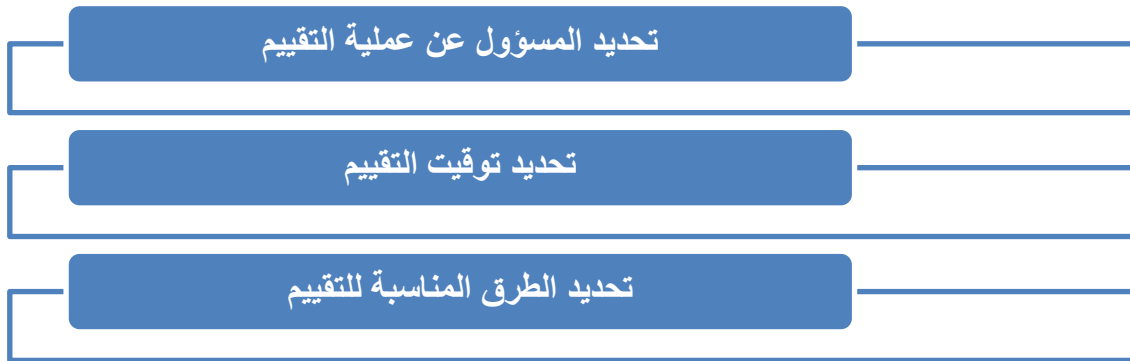 تحديد المسؤول عن عملية التقييم
تحديد توقيت التقييم
تحديد الطرق المناسبة للتقييم